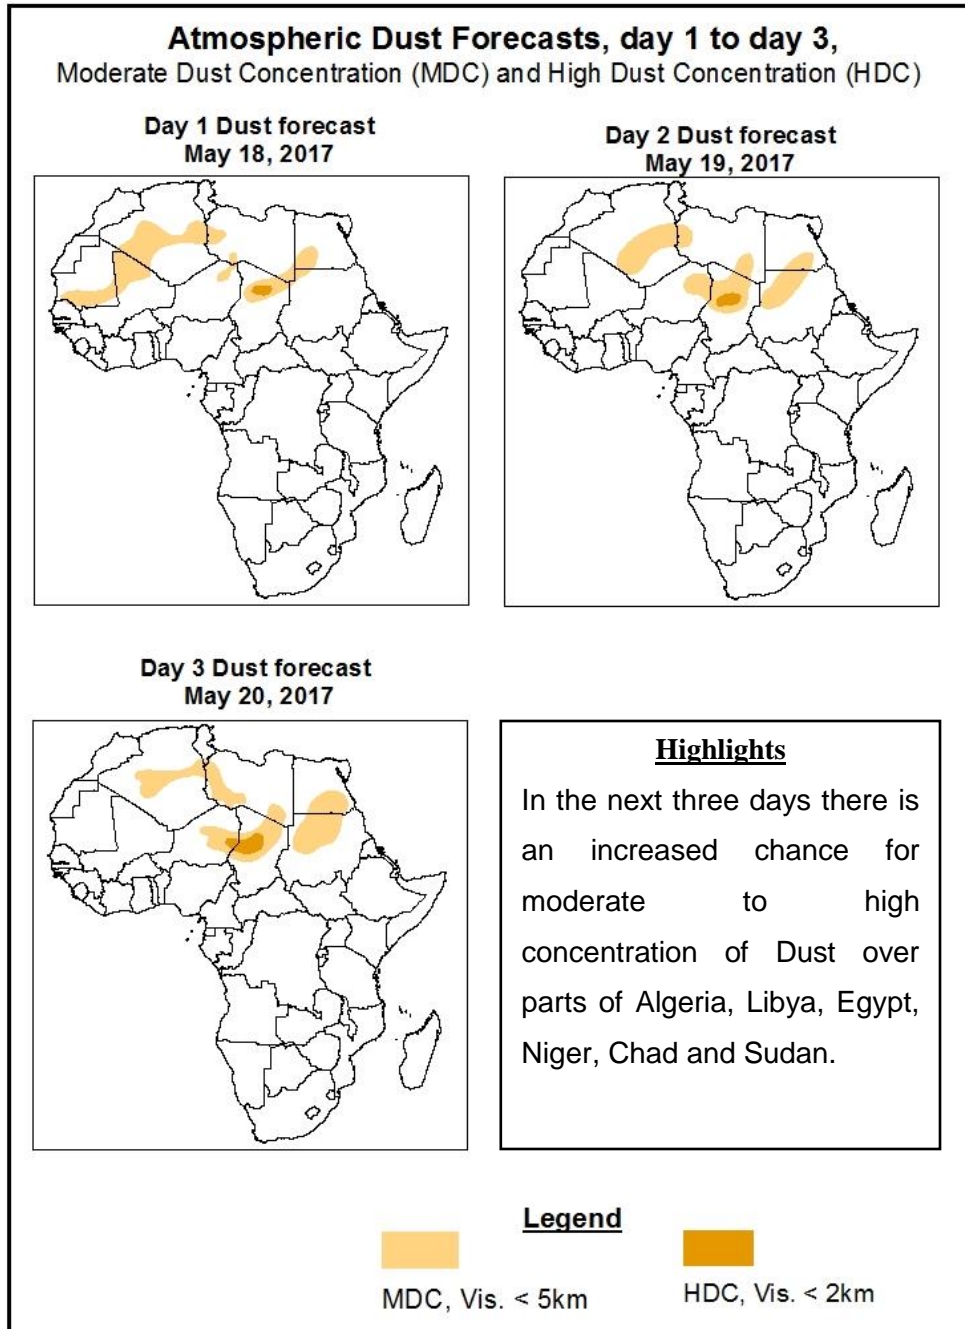 Atmospheric Dust Forecasts, day 1 to day 3,
Moderate Dust Concentration (MDC) and High Dust Concentration (HDC)
Day 1 Dust forecast
May 18, 2017
Day 2 Dust forecast
May 19, 2017
Day 3 Dust forecast
May 20, 2017
Highlights
In the next three days there is
an increased chance for
moderate to high
concentration of Dust over
parts of Algeria, Libya, Egypt,
Niger, Chad and Sudan.
Legend
MDC, Vis. < 5km
HDC, Vis. < 2km